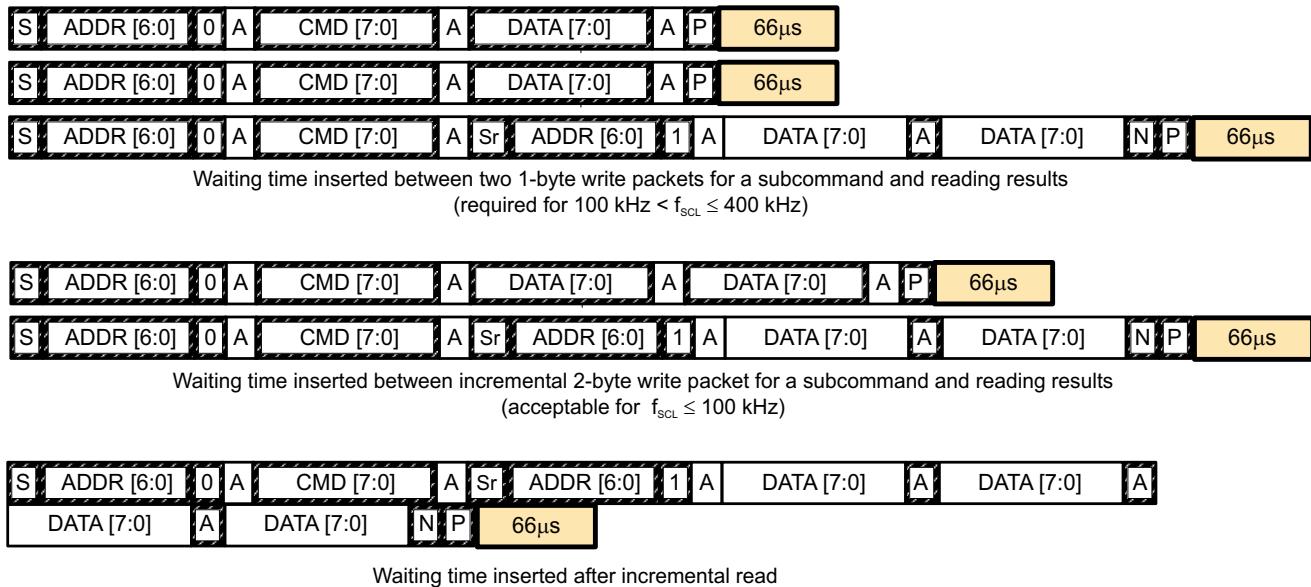 S ADDR [6:0] 0 A CMD [7:0] A DATA [7:0] A P 66μs
S ADDR [6:0] 0 A CMD [7:0] A DATA [7:0] A P 66μs
S ADDR [6:0] 0 A CMD [7:0] A Sr ADDR [6:0] 1 A DATA [7:0] A DATA [7:0] N P 66μs
Waiting time inserted between two 1-byte write packets for a subcommand and reading results
(required for 100 kHz < fSCL ≤ 400 kHz)
S ADDR [6:0] 0 A CMD [7:0] A DATA [7:0] A DATA [7:0] A P 66μs
S ADDR [6:0] 0 A CMD [7:0] A Sr ADDR [6:0] 1 A DATA [7:0] A DATA [7:0] N P 66μs
Waiting time inserted between incremental 2-byte write packet for a subcommand and reading results
(acceptable for fSCL ≤ 100 kHz)
S ADDR [6:0] 0 A CMD [7:0] A Sr ADDR [6:0] 1 A DATA [7:0] A DATA [7:0] A
DATA [7:0] A DATA [7:0] N P 66μs
Waiting time inserted after incremental read